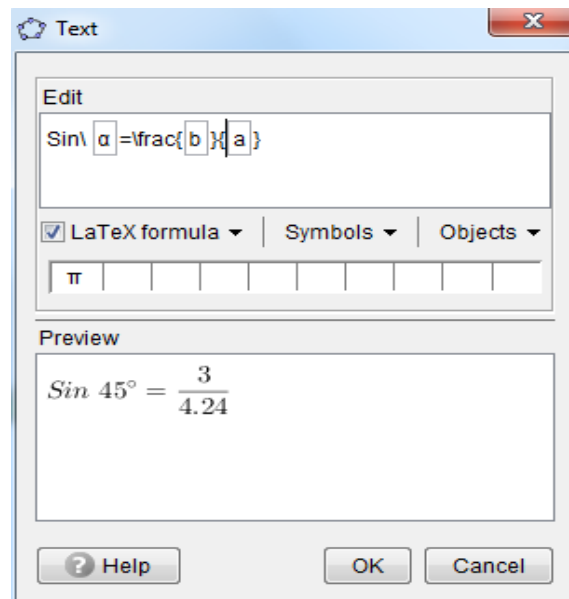 Text
Edit
Sin\ α =\frac{ b }{ a }
LaTeX formula Symbols Objects
π
Preview
Sin 45° = 3/4.24
? Help OK Cancel